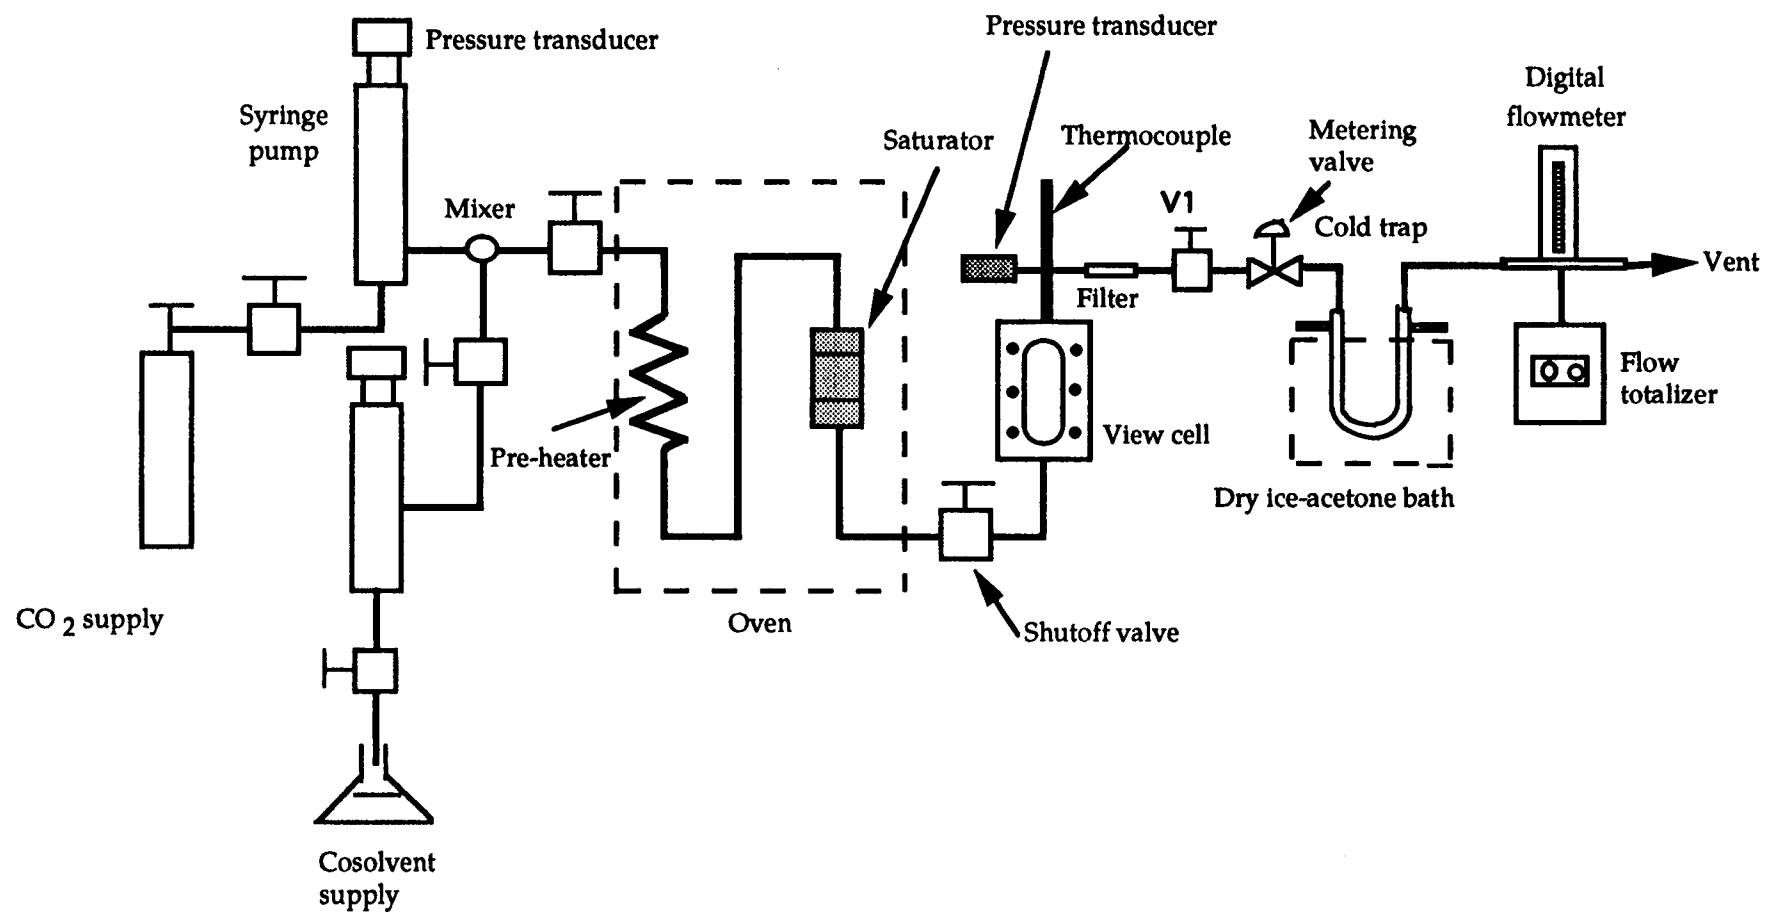 Pressure transducer
Pressure transducer
Digital
flowmeter
Syringe
pump
Saturator
Thermocouple
Metering
valve
Mixer
V1
Cold trap
Vent
Filter
Flow
totalizer
View cell
Pre-heater
Dry ice-acetone bath
CO 2 supply
Oven
Shutoff valve
Cosolvent
supply